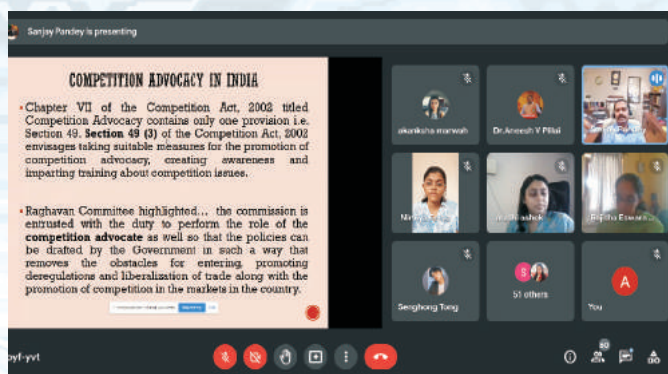 Sanjay Pandey is presenting
COMPETITION ADVOCACY IN INDIA
• Chapter VII of the Competition Act, 2002 titled
Competition Advocacy contains only one provision i.e.
Section 49. Section 49 (3) of the Competition Act, 2002
envisages taking suitable measures for the promotion of
competition advocacy, creating awareness and
imparting training about competition issues.
• Raghavan Committee highlighted... the commission is
entrusted with the duty to perform the role of the
competition advocate as well so that the policies can
be drafted by the Government in such a way that
removes the obstacles for entering, promoting
deregulations and liberalization of trade along with the
promotion of competition in the markets in the country.
akanksha marwah
Dr.Aneesh V Pillai
Senghong Tong
S
51 others
A
You
oyf-yvt
60